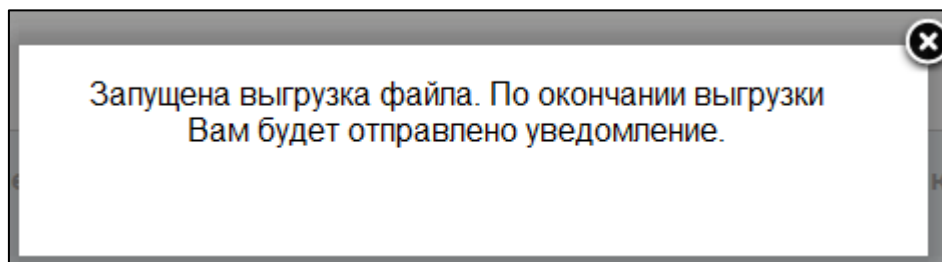 Запущена выгрузка файла. По окончании выгрузки
Вам будет отправлено уведомление.